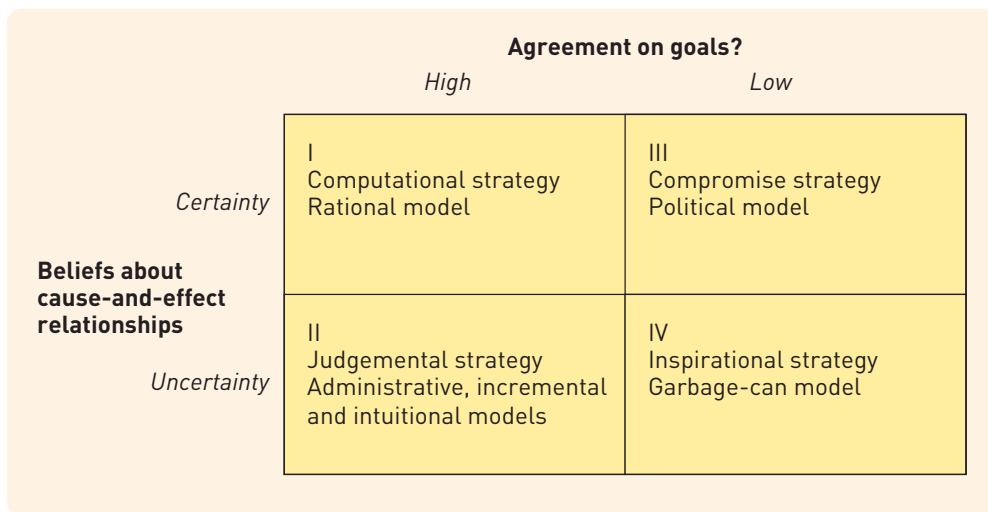 Agreement on goals?
High
Low
Certainty
I
Computational strategy
Rational model
III
Compromise strategy
Political model
Beliefs about
cause-and-effect
relationships
Uncertainty
II
Judgemental strategy
Administrative, incremental
and intuitional models
IV
Inspirational strategy
Garbage-can model